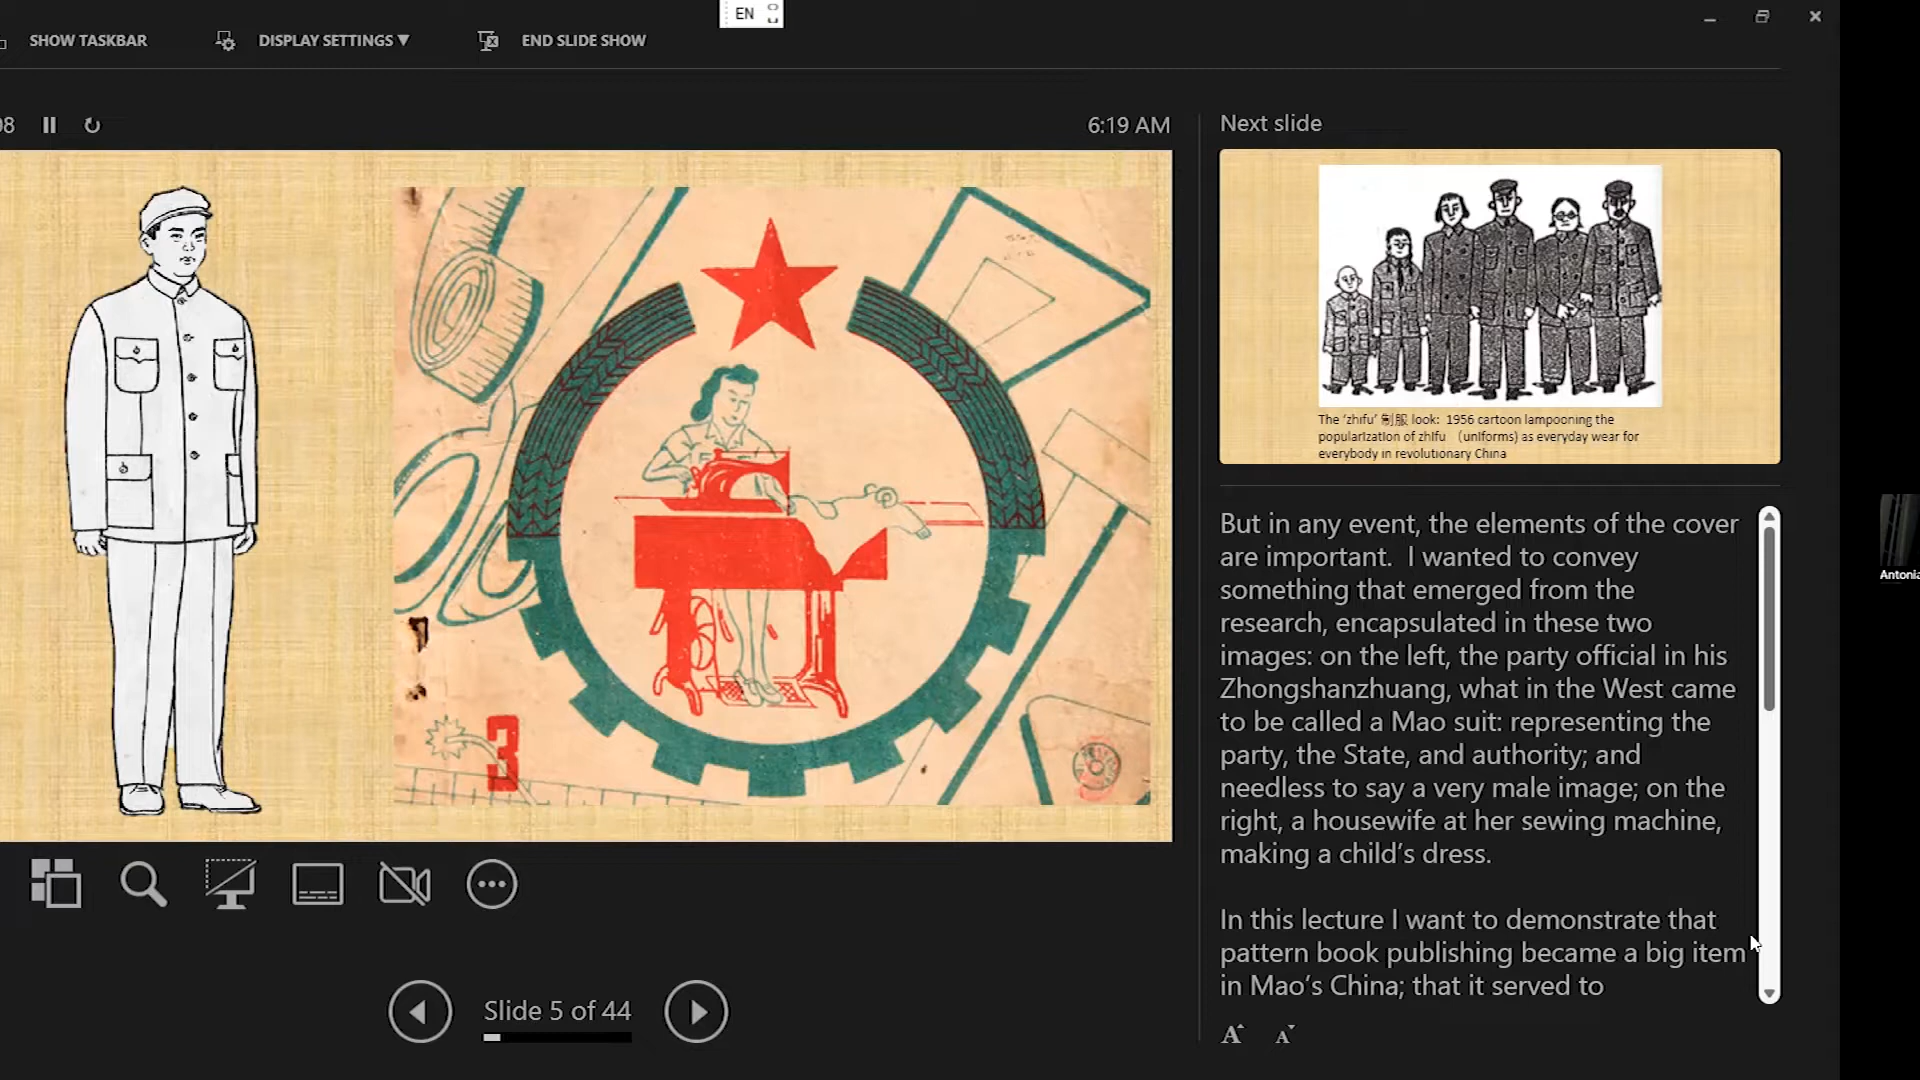 EN
SHOW TASKBAR
DISPLAY SETTINGS ▼
END SLIDE SHOW
6:19 AM
Next slide
The 'zhifu' 制服 look: 1956 cartoon lampooning the
popularization of zhifu (uniforms) as everyday wear for
everybody in revolutionary China
3
But in any event, the elements of the cover
are important. I wanted to convey
something that emerged from the
research, encapsulated in these two
images: on the left, the party official in his
Zhongshanzhuang, what in the West came
to be called a Mao suit: representing the
party, the State, and authority; and
needless to say a very male image; on the
right, a housewife at her sewing machine,
making a child's dress.
In this lecture I want to demonstrate that
pattern book publishing became a big item
in Mao's China; that it served to
Slide 5 of 44
A A
Antonia